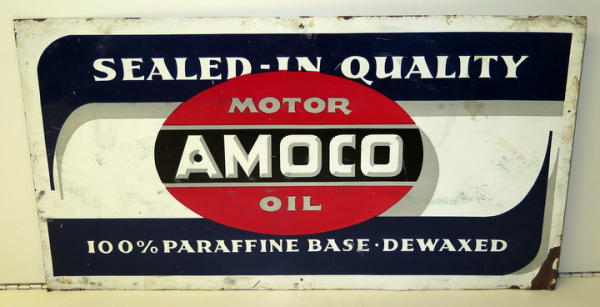 SEALED-IN QUALITY
MOTOR
AMOCO
OIL
100% PARAFFINE BASE · DEWAXED